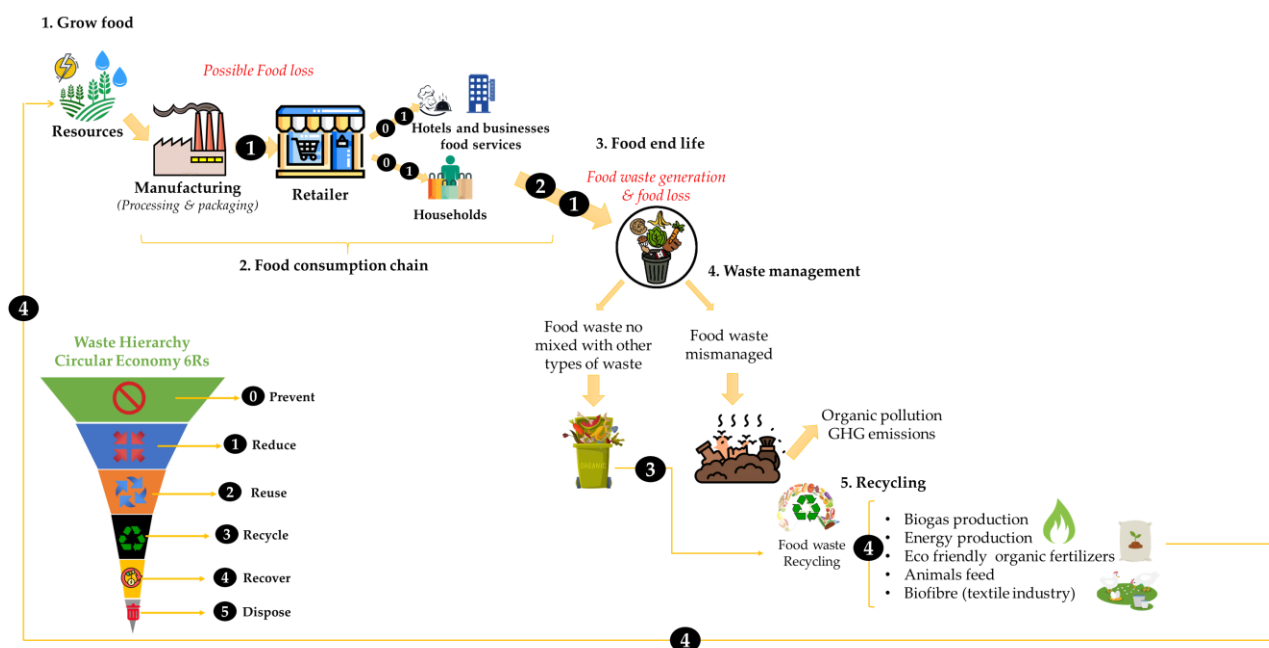 1. Grow food
Resources
Possible Food loss
Manufacturing
(Processing & packaging)
1
Retailer
0
1
Hotels and businesses
food services
0
1
Households
2. Food consumption chain
2
1
3. Food end life
Food waste generation
& food loss
4. Waste management
Food waste no
mixed with other
types of waste
Food waste
mismanaged
ORGANIC
3
Organic pollution
GHG emissions
5. Recycling
Food waste
Recycling
4
• Biogas production
• Energy production
• Eco friendly organic fertilizers
• Animals feed
• Biofibre (textile industry)
4
4
Waste Hierarchy
Circular Economy 6Rs
0 Prevent
1 Reduce
2 Reuse
3 Recycle
4 Recover
5 Dispose